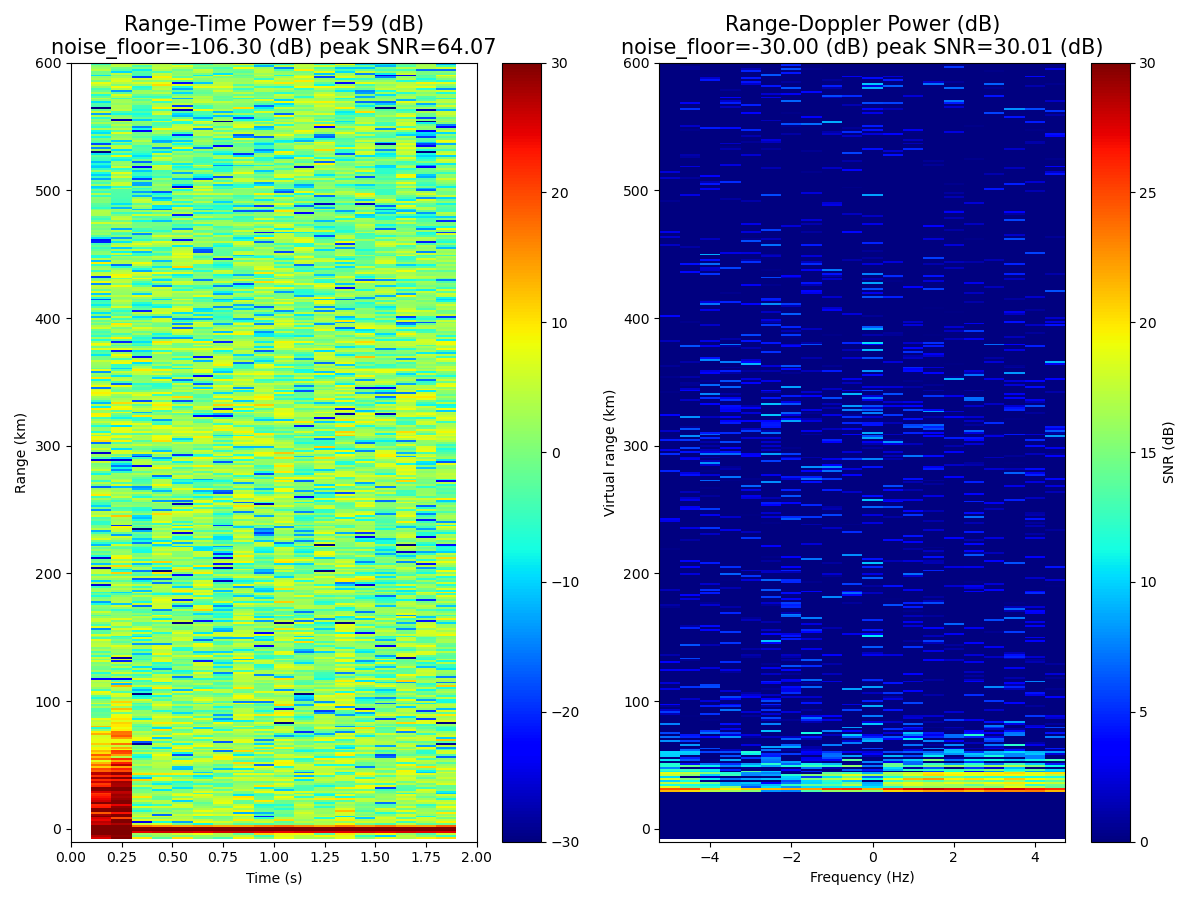 Range-Time Power f=59 (dB)
noise_floor=-106.30 (dB) peak SNR=64.07
600
500
400
300
200
100
0
Range (km)
0.00 0.25 0.50 0.75 1.00 1.25 1.50 1.75 2.00
Time (s)
30
20
10
0
−10
−20
−30
Range-Doppler Power (dB)
noise_floor=-30.00 (dB) peak SNR=30.01 (dB)
600
500
400
300
200
100
0
Virtual range (km)
−4 −2 0 2 4
Frequency (Hz)
30
25
20
15
10
5
0
SNR (dB)